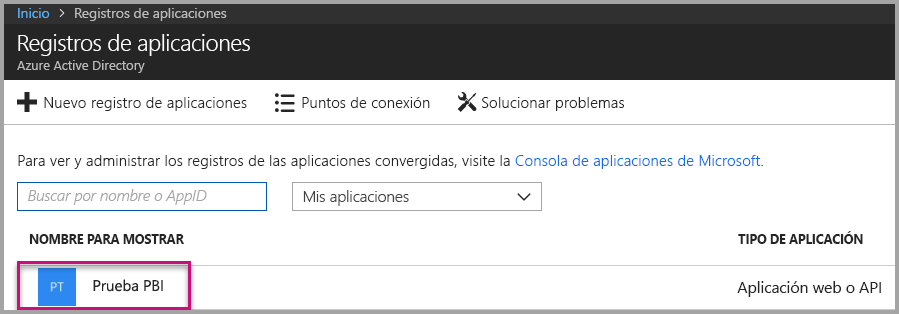 Inicio > Registros de aplicaciones
Registros de aplicaciones
Azure Active Directory
Nuevo registro de aplicaciones Puntos de conexión Solucionar problemas
Para ver y administrar los registros de las aplicaciones convergidas, visite la Consola de aplicaciones de Microsoft.
Buscar por nombre o AppID Mis aplicaciones
NOMBRE PARA MOSTRAR TIPO DE APLICACIÓN
PT Prueba PBI Aplicación web o API